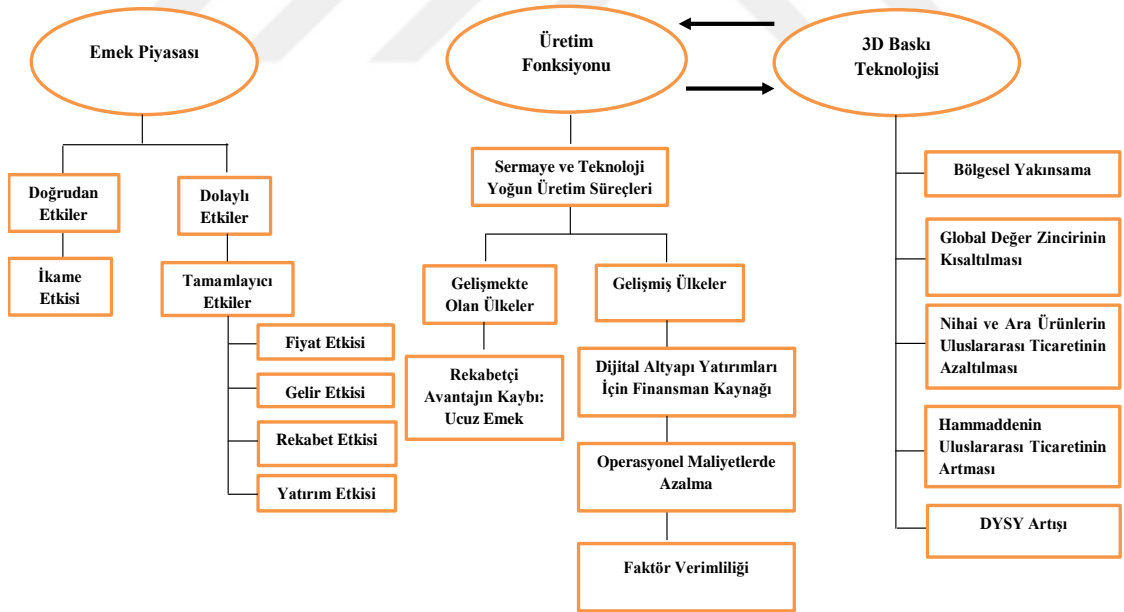 Emek Piyasası
Üretim
Fonksiyonu
3D Baskı
Teknolojisi
Doğrudan
Etkiler
İkame
Etkisi
Dolaylı
Etkiler
Tamamlayıcı
Etkiler
Fiyat Etkisi
Gelir Etkisi
Rekabet Etkisi
Yatırım Etkisi
Sermaye ve Teknoloji
Yoğun Üretim Süreçleri
Gelişmekte
Olan Ülkeler
Rekabetçi
Avantajın Kaybı:
Ucuz Emek
Gelişmiş Ülkeler
Dijital Altyapı Yatırımları
İçin Finansman Kaynağı
Operasyonel Maliyetlerde
Azalma
Faktör Verimliliği
Bölgesel Yakınsama
Global Değer Zincirinin
Kısaltılması
Nihai ve Ara Ürünlerin
Uluslararası Ticaretinin
Azaltılması
Hammaddenin
Uluslararası Ticaretinin
Artması
DYSY Artışı